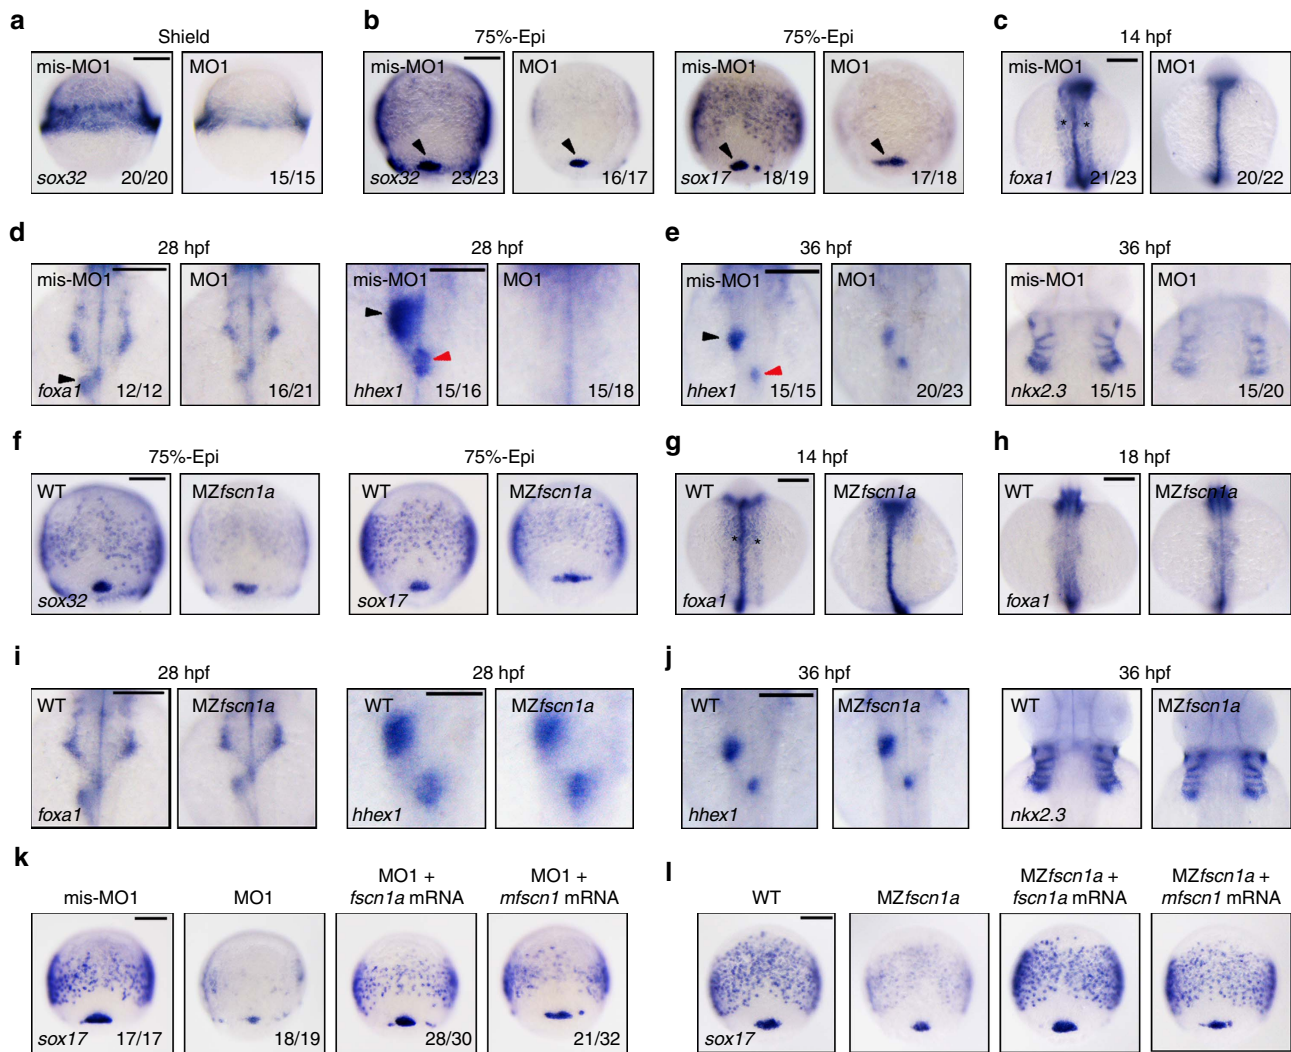 a
Shield
mis-MO1
MO1
sox32 20/20
15/15
b
75%-Epi
mis-MO1
MO1
sox32 23/23
16/17
75%-Epi
mis-MO1
MO1
sox17 18/19
17/18
c
14 hpf
mis-MO1
MO1
* *
foxa1 21/23
20/22
d
28 hpf
mis-MO1
MO1
foxa1 12/12
16/21
28 hpf
mis-MO1
MO1
hhex1 15/16
15/18
e
36 hpf
mis-MO1
MO1
hhex1 15/15
20/23
36 hpf
mis-MO1
MO1
nkx2.3 15/15
15/20
f
75%-Epi
WT
MZfscn1a
sox32
75%-Epi
WT
MZfscn1a
sox17
g
14 hpf
WT
MZfscn1a
* *
foxa1
h
18 hpf
WT
MZfscn1a
foxa1
i
28 hpf
WT
MZfscn1a
foxa1
28 hpf
WT
MZfscn1a
hhex1
j
36 hpf
WT
MZfscn1a
hhex1
36 hpf
WT
MZfscn1a
nkx2.3
k
mis-MO1
MO1
MO1 +
fscn1a mRNA
MO1 +
mfscn1 mRNA
sox17 17/17
18/19
28/30
21/32
l
WT
MZfscn1a
MZfscn1a +
fscn1a mRNA
MZfscn1a +
mfscn1 mRNA
sox17